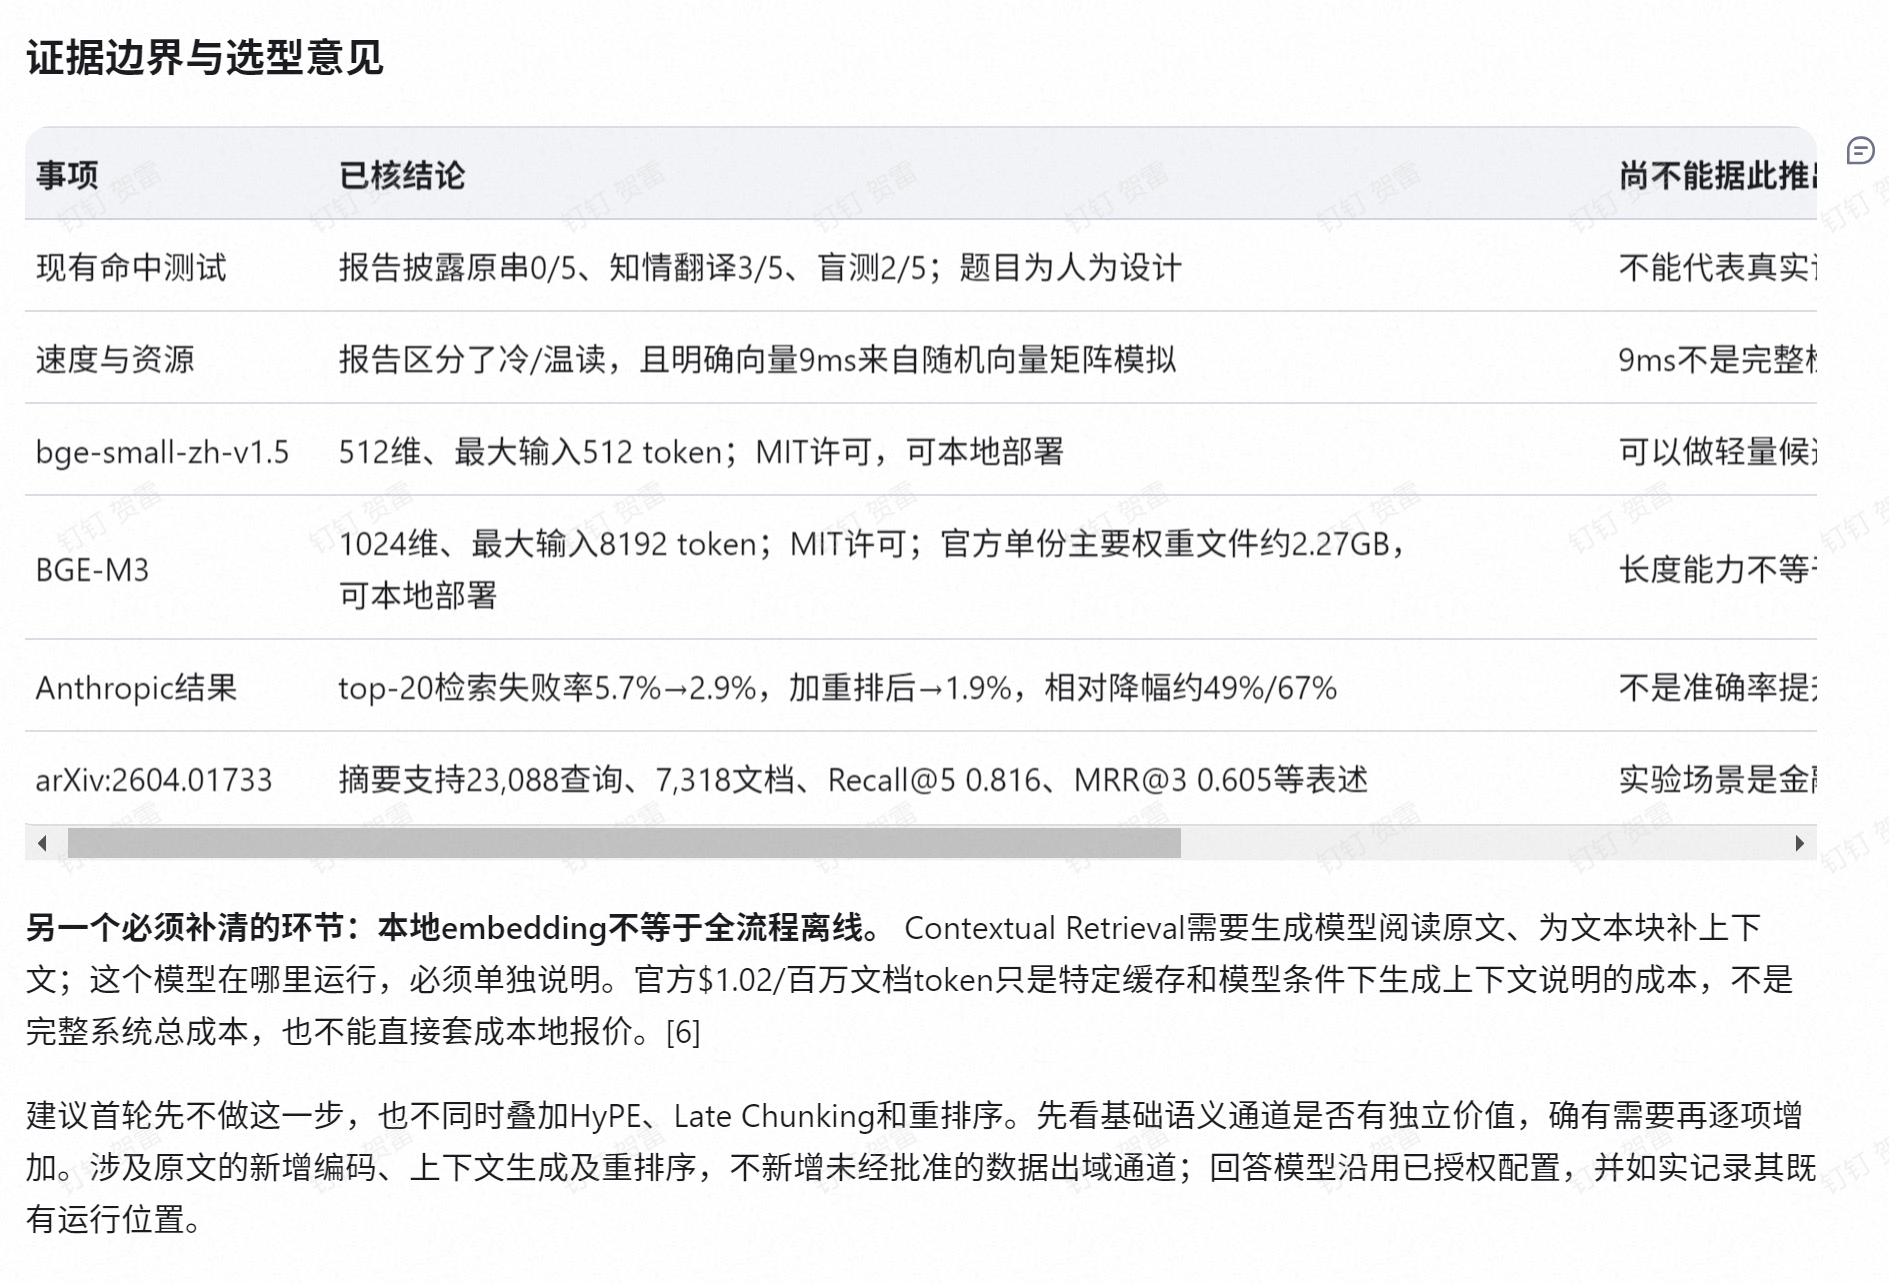 证据边界与选型意见
事项 已核结论 尚不能据此推
现有命中测试 报告披露原串0/5、知情翻译3/5、盲测2/5；题目为人为设计 不能代表真实
速度与资源 报告区分了冷/温读，且明确向量9ms来自随机向量矩阵模拟 9ms不是完整
bge-small-zh-v1.5 512维、最大输入512 token；MIT许可，可本地部署 可以做轻量候
BGE-M3 1024维、最大输入8192 token；MIT许可；官方单份主要权重文件约2.27GB， 长度能力不等
可本地部署
Anthropic结果 top-20检索失败率5.7%→2.9%，加重排后→1.9%，相对降幅约49%/67% 不是准确率提
arXiv:2604.01733 摘要支持23,088查询、7,318文档、Recall@5 0.816、MRR@3 0.605等表述 实验场景是金
另一个必须补清的环节：本地embedding不等于全流程离线。 Contextual Retrieval需要生成模型阅读原文、为文本块补上下
文；这个模型在哪里运行，必须单独说明。官方$1.02/百万文档token只是特定缓存和模型条件下生成上下文说明的成本，不是
完整系统总成本，也不能直接套成本地报价。[6]
建议首轮先不做这一步，也不同时叠加HyPE、Late Chunking和重排序。先看基础语义通道是否有独立价值，确有需要再逐项增
加。涉及原文的新增编码、上下文生成及重排序，不新增未经批准的数据出域通道；回答模型沿用已授权配置，并如实记录其既
有运行位置。
钉钉 贺雷